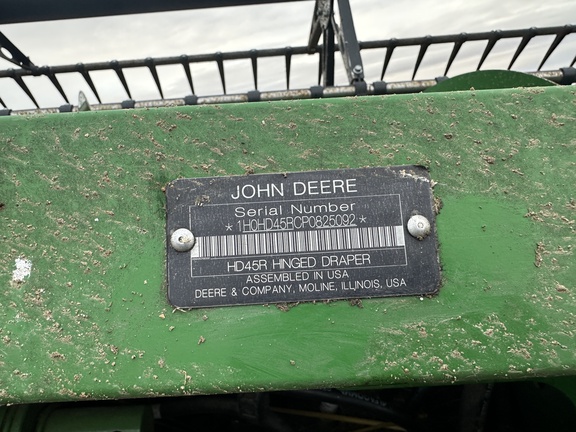 JOHN DEERE
Serial Number
*1H0HD45RCP0825092*
HD45R HINGED DRAPER
ASSEMBLED IN USA
DEERE & COMPANY, MOLINE, ILLINOIS, USA